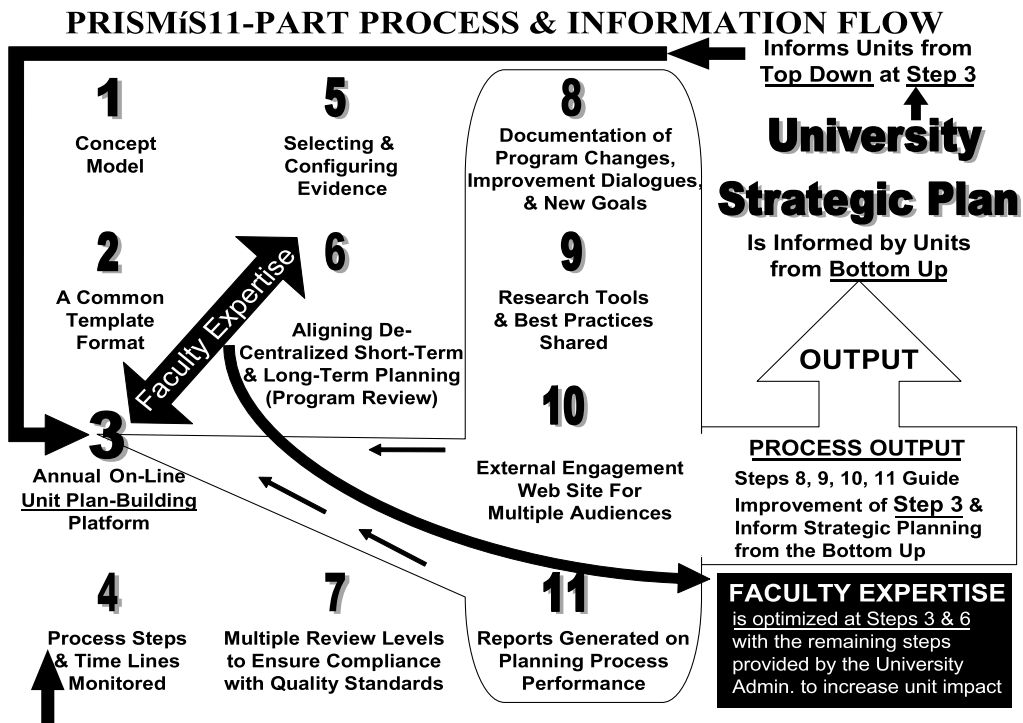 PRISMíS11-PART PROCESS & INFORMATION FLOW
Informs Units from
Top Down at Step 3
University
Strategic Plan
Is Informed by Units
from Bottom Up
OUTPUT
1
Concept
Model
2
A Common
Template
Format
3
Annual On-Line
Unit Plan-Building
Platform
4
Process Steps
& Time Lines
Monitored
Faculty Expertise
5
Selecting &
Configuring
Evidence
6
Aligning De-
Centralized Short-Term
& Long-Term Planning
(Program Review)
7
Multiple Review Levels
to Ensure Compliance
with Quality Standards
8
Documentation of
Program Changes,
Improvement Dialogues,
& New Goals
9
Research Tools
& Best Practices
Shared
10
External Engagement
Web Site For
Multiple Audiences
11
Reports Generated on
Planning Process
Performance
PROCESS OUTPUT
Steps 8, 9, 10, 11 Guide
Improvement of Step 3 &
Inform Strategic Planning
from the Bottom Up
FACULTY EXPERTISE
is optimized at Steps 3 & 6
with the remaining steps
provided by the University
Admin. to increase unit impact